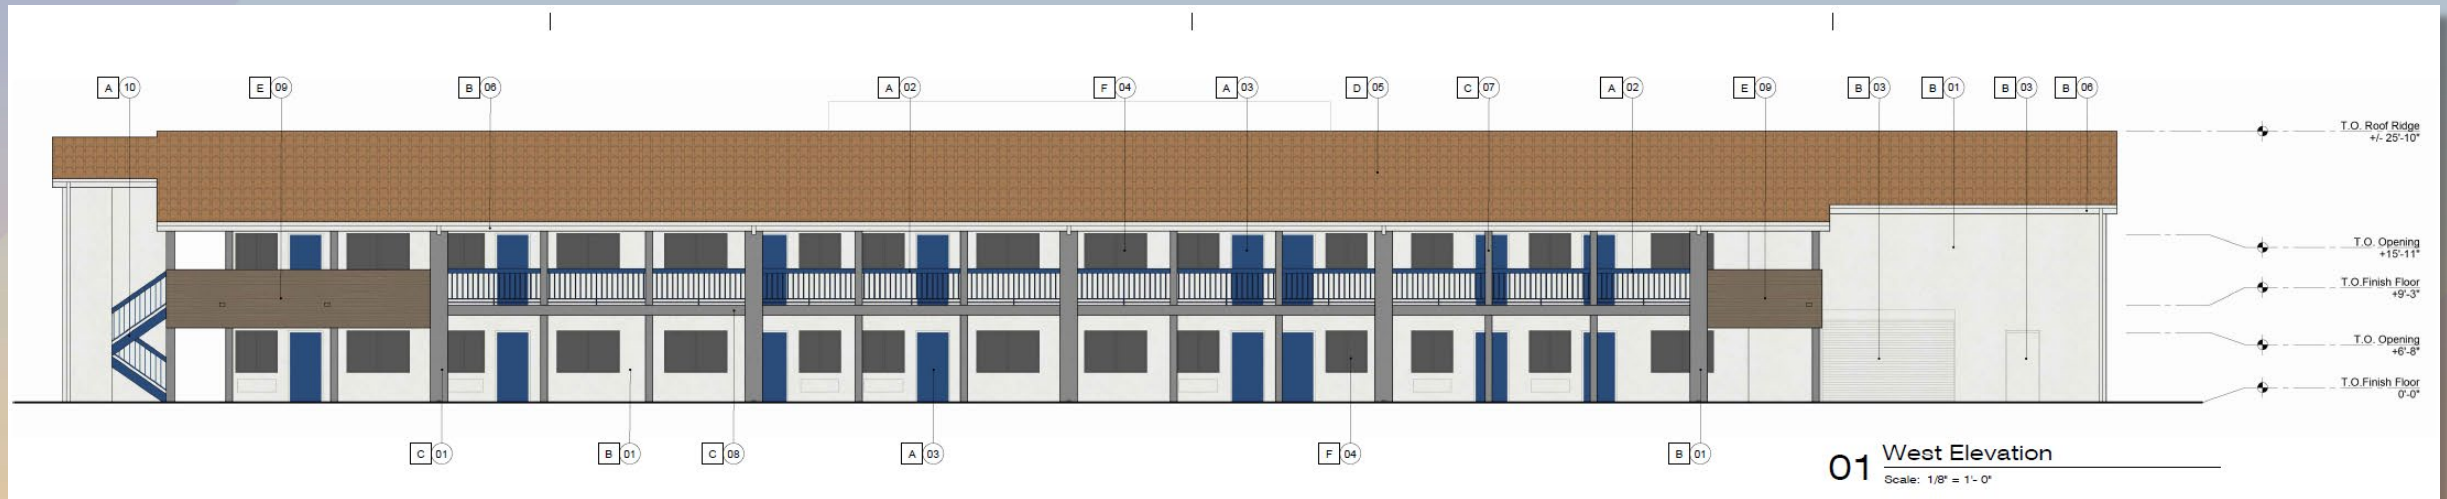 A 10
E 09
B 06
A 02
F 04
A 03
D 05
C 07
A 02
E 09
B 03
B 01
B 03
B 06
T.O. Roof Ridge
+/- 25'-10"
T.O. Opening
+15'-11"
T.O.Finish Floor
+9'-3"
T.O. Opening
+6'-8"
T.O.Finish Floor
0'-0"
C 01
B 01
C 08
A 03
F 04
B 01
01 West Elevation
Scale: 1/8" = 1'- 0"